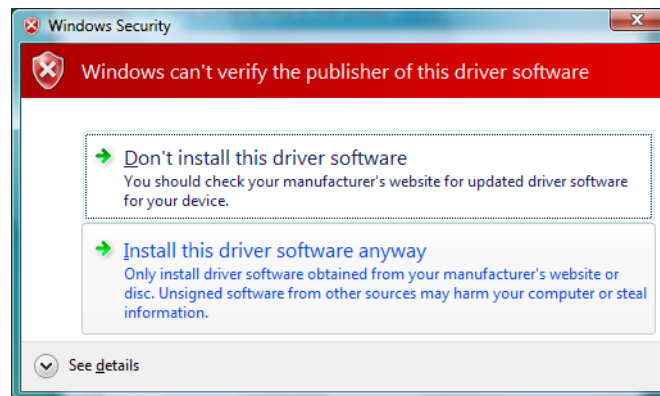 Windows Security
Windows can't verify the publisher of this driver software
Don't install this driver software
You should check your manufacturer's website for updated driver software
for your device.
Install this driver software anyway
Only install driver software obtained from your manufacturer's website or
disc. Unsigned software from other sources may harm your computer or steal
information.
See details